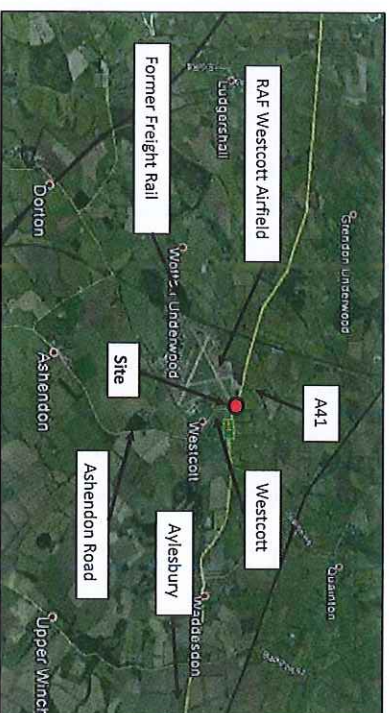 Grendon Underwood
A41
Quainton
RAF Westcott Airfield
Westcott
Ludgershall
Westcott
Waddesdon
Underwood
Aylesbury
Former Freight Rail
Site
Ashendon Road
Dorton
Ashendon
Upper Winch